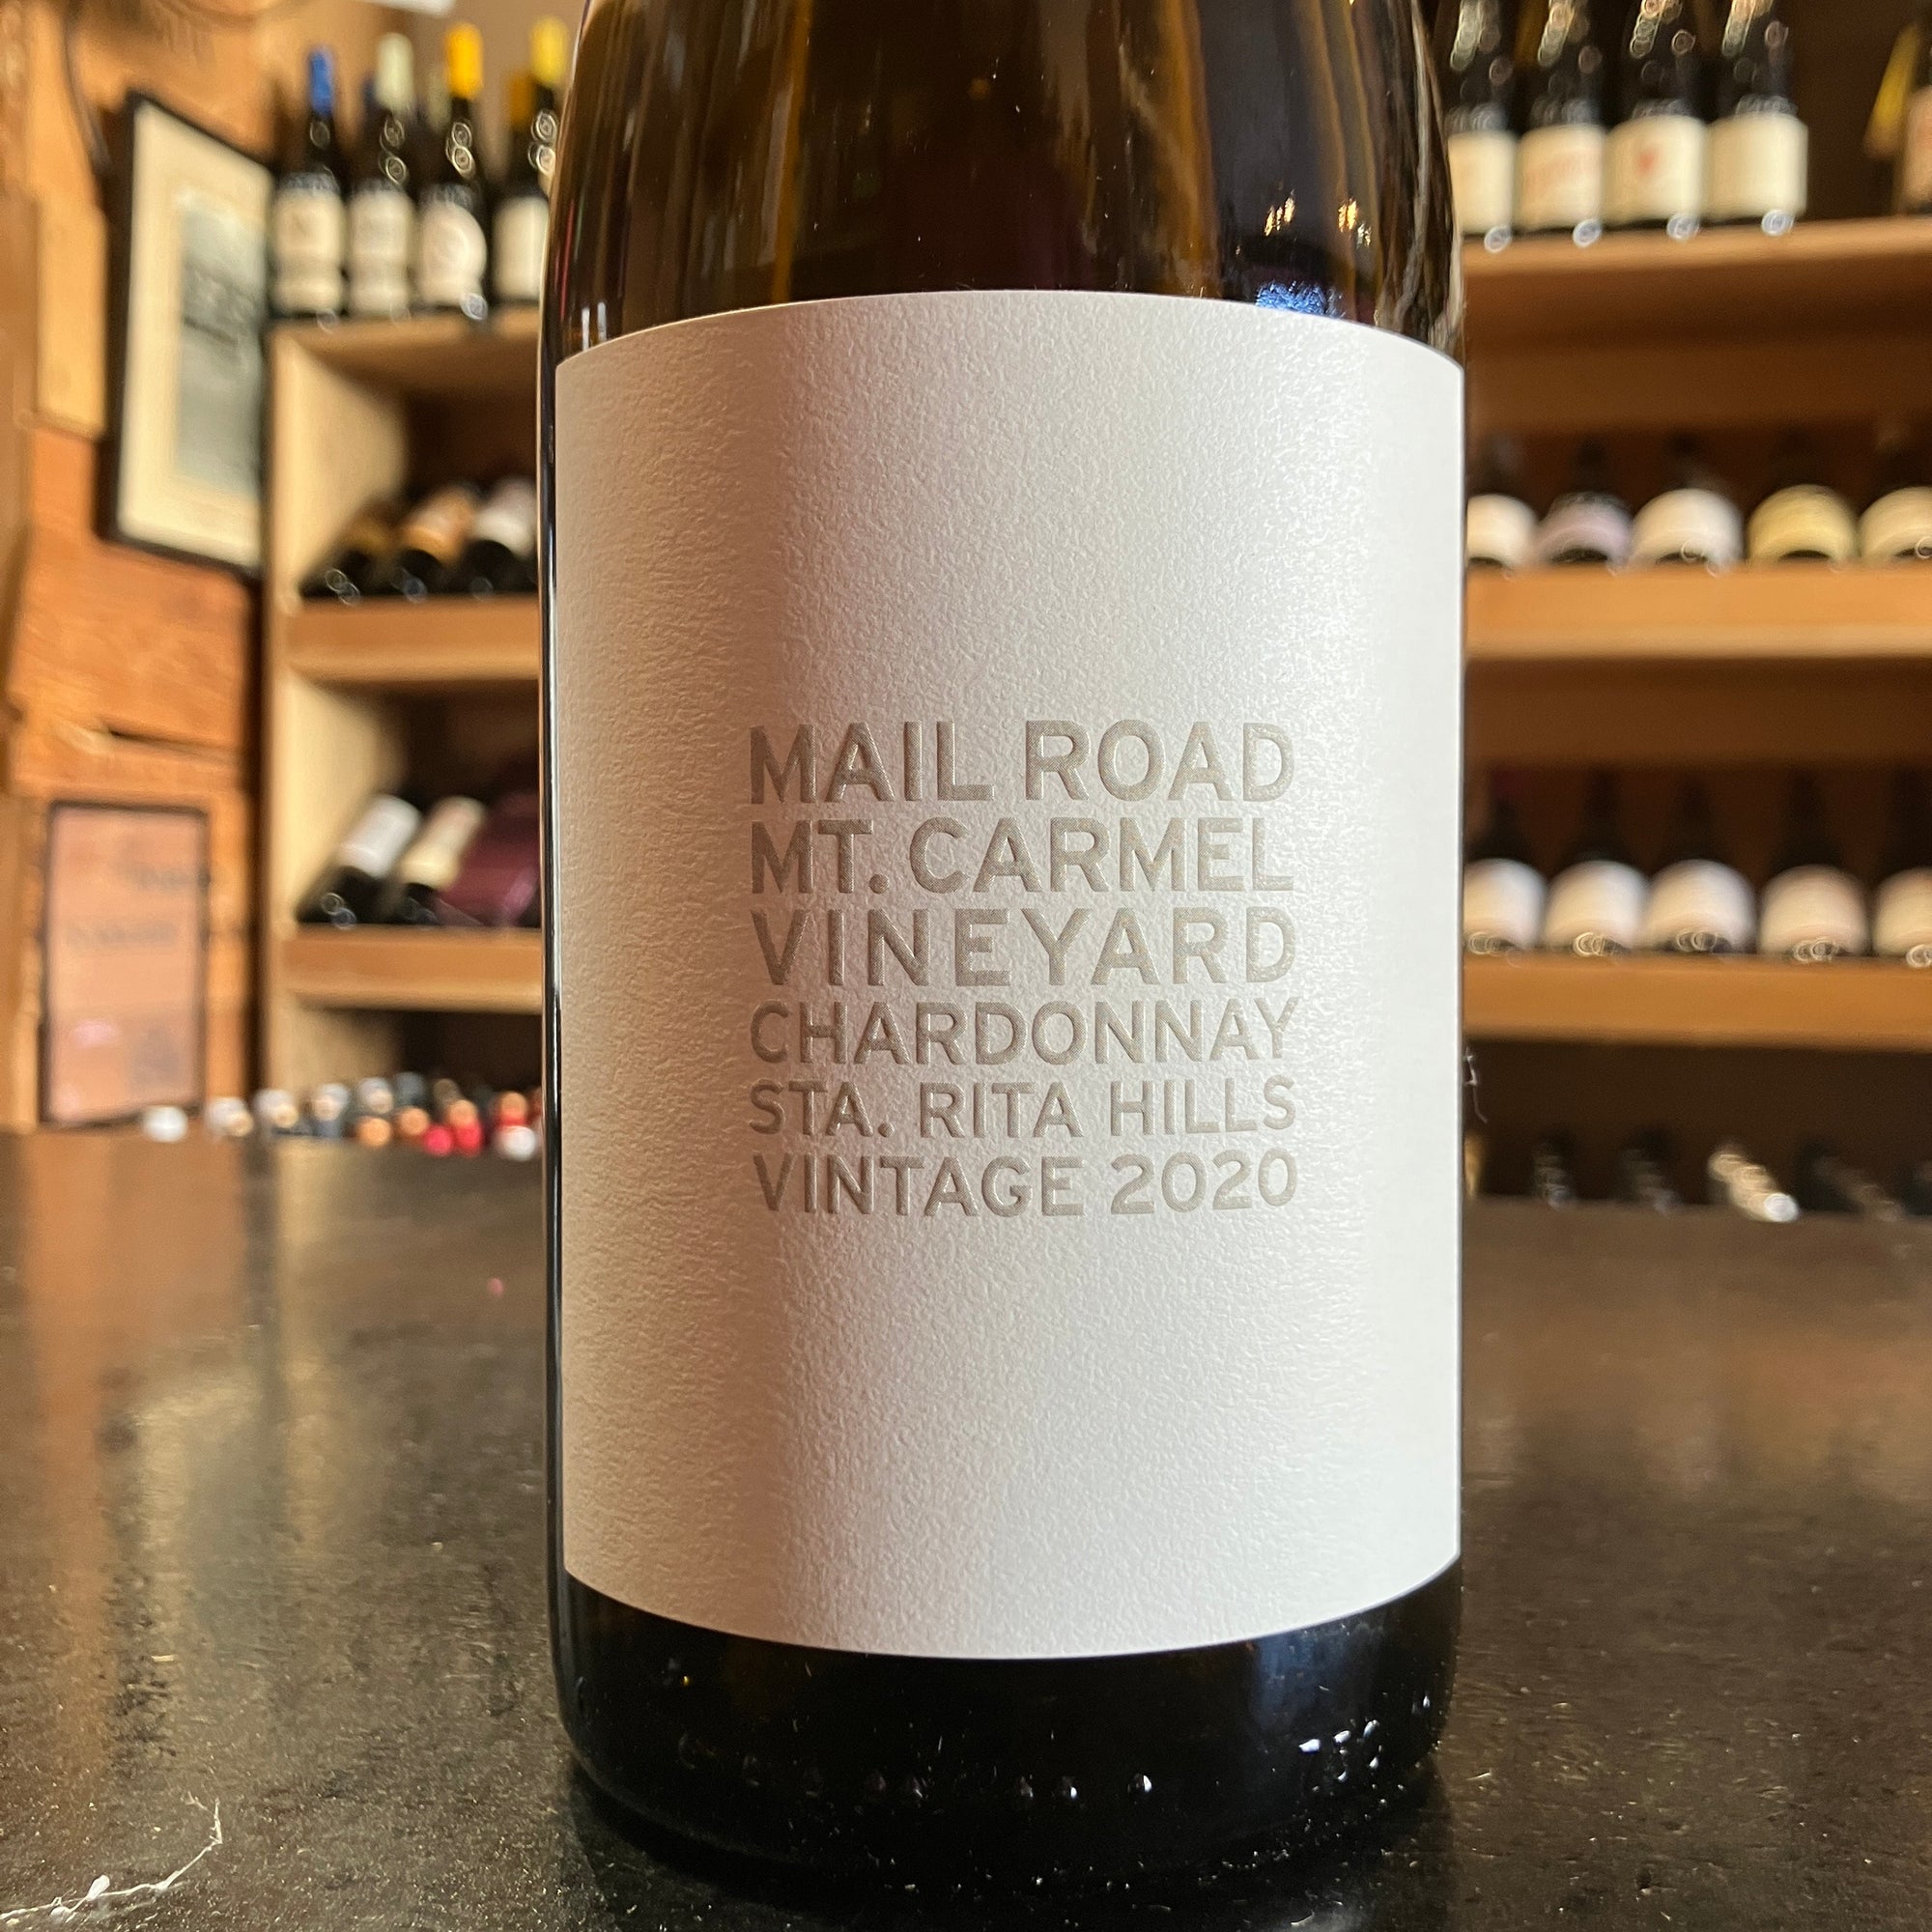 MAIL ROAD
MT. CARMEL
VINEYARD
CHARDONNAY
STA. RITA HILLS
VINTAGE 2020